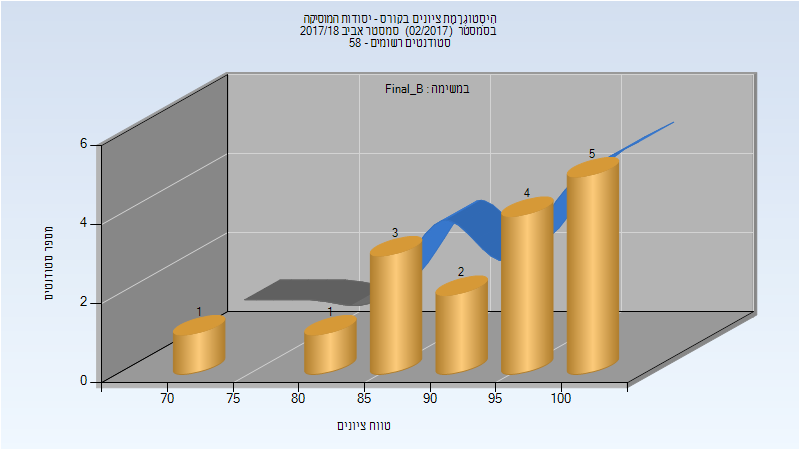 היסטוגרמת ציונים בקורס - יסודות המוסיקה
בסמסטר (02/2017) סמסטר אביב 2017/18
סטודנטים רשומים - 58
במשימה : Final_B
מספר סטודנטים
6
4
2
0
1
1
3
2
4
5
70
75
80
85
90
95
100
טווח ציונים